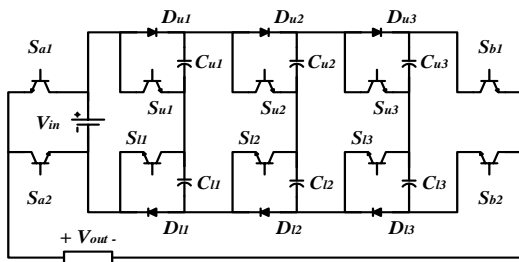 Du1 Du2 Du3
Sa1 Cu1 Cu2 Cu3 Sb1
Su1 Su2 Su3
+ Vin -
Sl1 Sl2 Sl3
Sa2 Cl1 Cl2 Cl3 Sb2
Dl1 Dl2 Dl3
+ Vout -